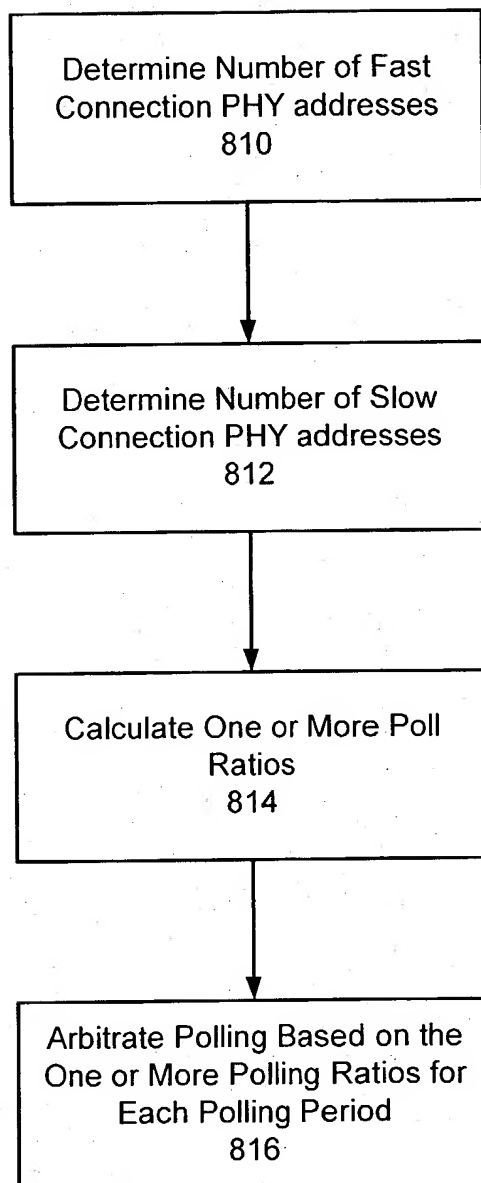 Determine Number of Fast
Connection PHY addresses
810
Determine Number of Slow
Connection PHY addresses
812
Calculate One or More Poll
Ratios
814
Arbitrate Polling Based on the
One or More Polling Ratios for
Each Polling Period
816